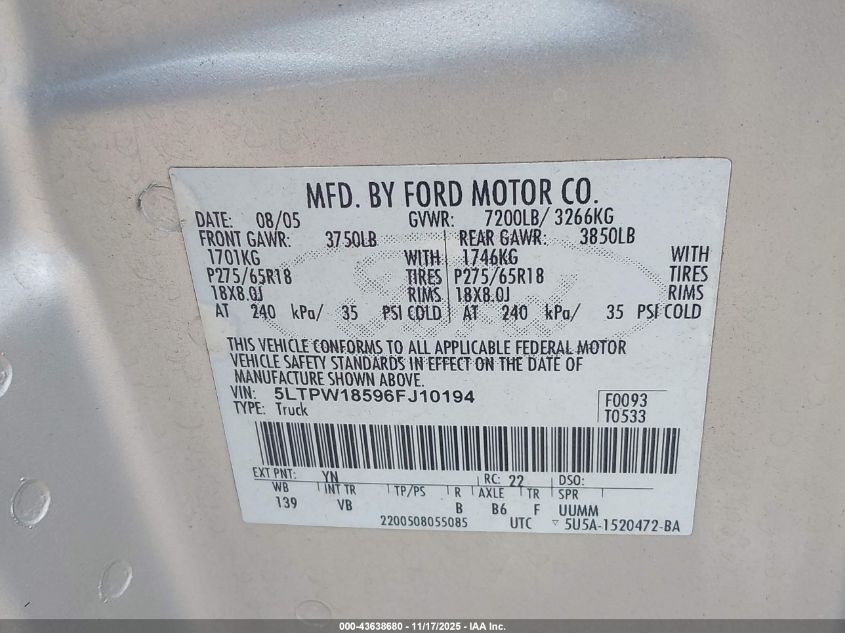 MFD. BY FORD MOTOR CO.
DATE: 08/05 GVWR: 7200LB/ 3266KG
FRONT GAWR: 3750LB REAR GAWR: 3850LB
1701KG WITH 1746KG WITH
P275/65R18 TIRES P275/65R18 TIRES
18X8.0J RIMS 18X8.0J RIMS
AT 240 kPa/ 35 PSI COLD AT 240 kPa/ 35 PSI COLD
THIS VEHICLE CONFORMS TO ALL APPLICABLE FEDERAL MOTOR
VEHICLE SAFETY STANDARDS IN EFFECT ON THE DATE OF
MANUFACTURE SHOWN ABOVE.
VIN: 5LTPW18596FJ10194 F0093
TYPE: Truck T0533
EXT PNT: YN RC: 22 DSO:
WB INT TR TP/PS R AXLE TR SPR
139 VB B B6 F UUMM
2200508055085 UTC ▽ 5U5A-1520472-BA
000-43638680 - 11/17/2025 - IAA Inc.